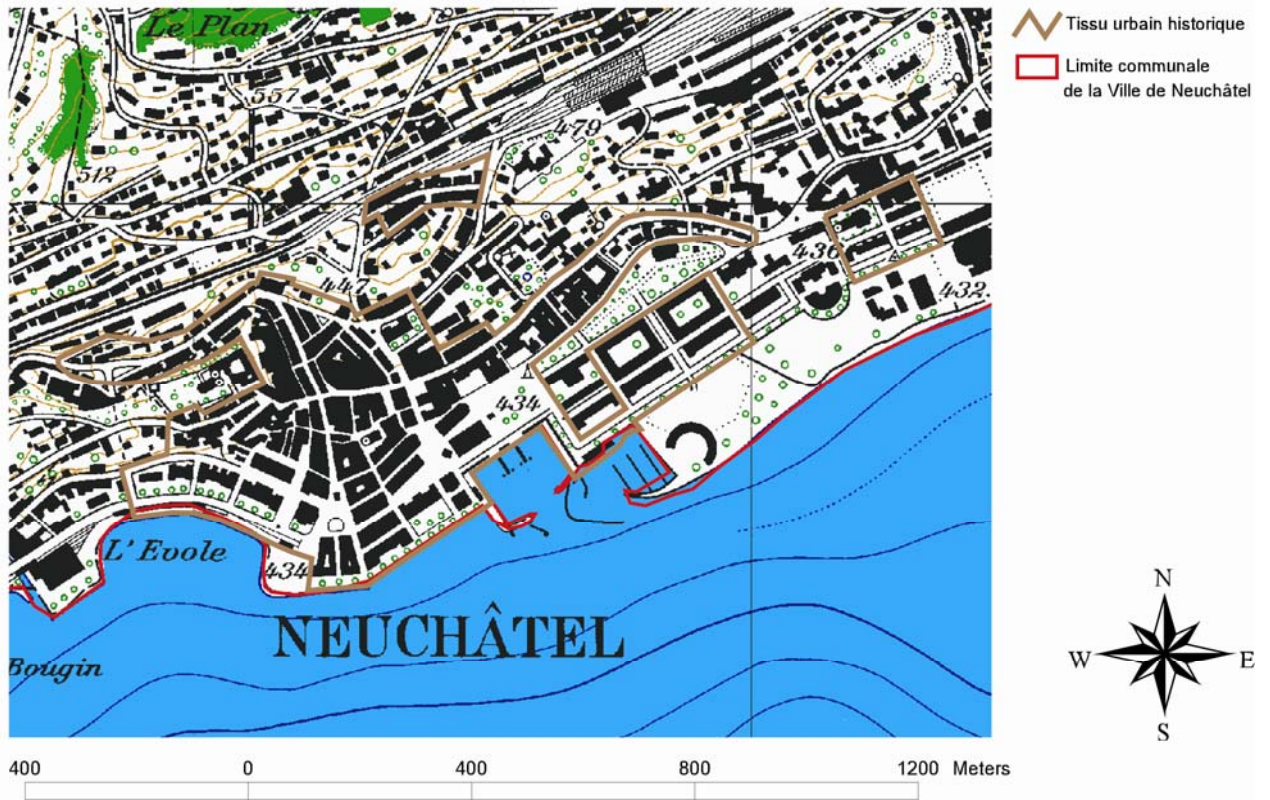 Le Plan
Tissu urbain historique
Limite communale
de la Ville de Neuchâtel
557
479
512
447
436
432
434
L'Evole
434
NEUCHÂTEL
Bougin
N
W
E
S
400
0
400
800
1200
Meters